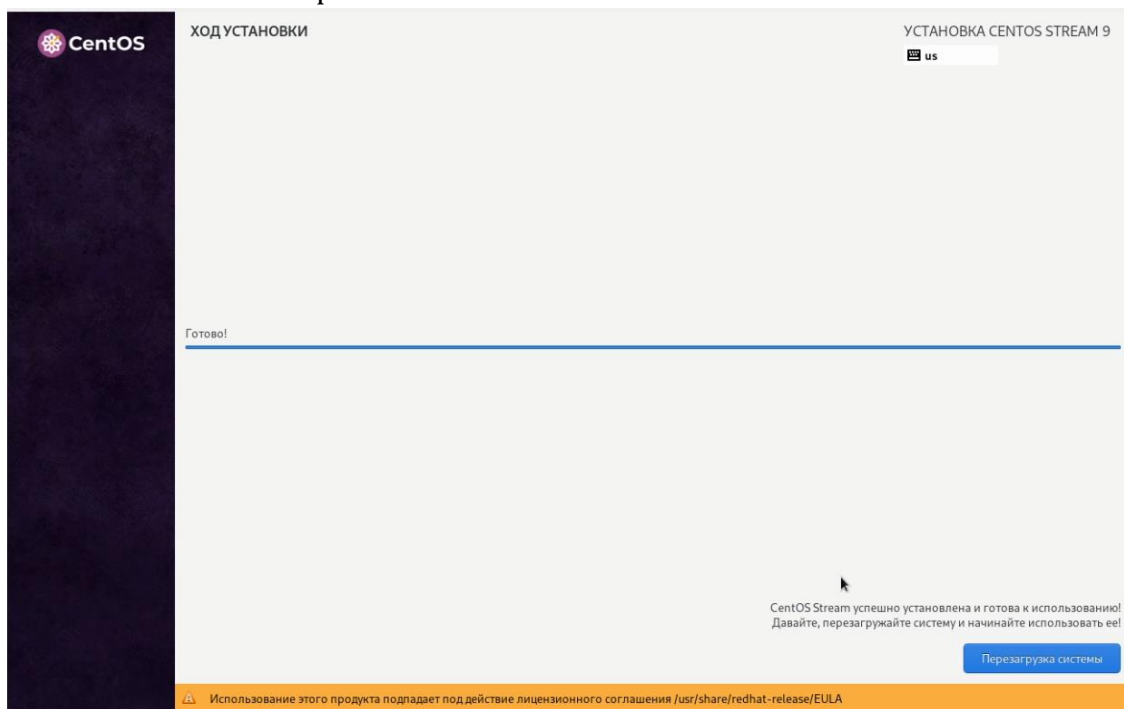 CentOS
ХОД УСТАНОВКИ
УСТАНОВКА CENTOS STREAM 9
us
Готово!
CentOS Stream успешно установлена и готова к использованию!
Давайте, перезагружайте систему и начинайте использовать ее!
Перезагрузка системы
Использование этого продукта подпадает под действие лицензионного соглашения /usr/share/redhat-release/EULA